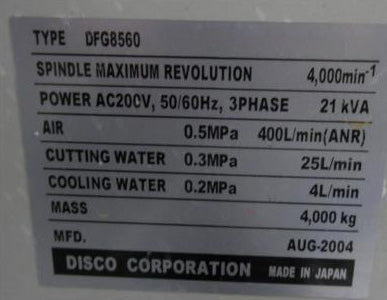 TYPE DFG8560
SPINDLE MAXIMUM REVOLUTION 4,000min⁻¹
POWER AC200V, 50/60Hz, 3PHASE 21 kVA
AIR 0.5MPa 400L/min(ANR)
CUTTING WATER 0.3MPa 25L/min
COOLING WATER 0.2MPa 4L/min
MASS 4,000 kg
MFD. AUG-2004
DISCO CORPORATION MADE IN JAPAN